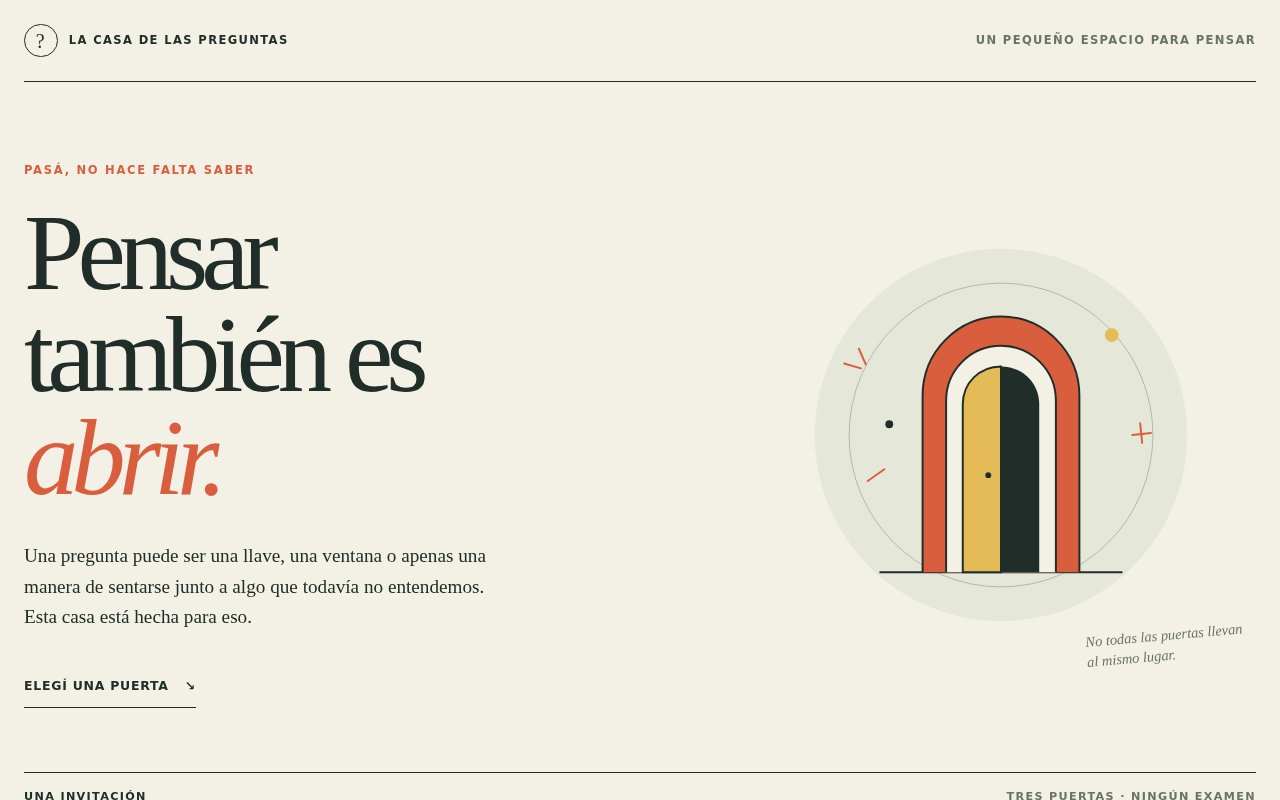 ?
LA CASA DE LAS PREGUNTAS
UN PEQUEÑO ESPACIO PARA PENSAR
PASÁ, NO HACE FALTA SABER
Pensar
también es
abrir.
Una pregunta puede ser una llave, una ventana o apenas una
manera de sentarse junto a algo que todavía no entendemos.
Esta casa está hecha para eso.
ELEGÍ UNA PUERTA ↘
No todas las puertas llevan
al mismo lugar.
UNA INVITACIÓN
TRES PUERTAS · NINGÚN EXAMEN